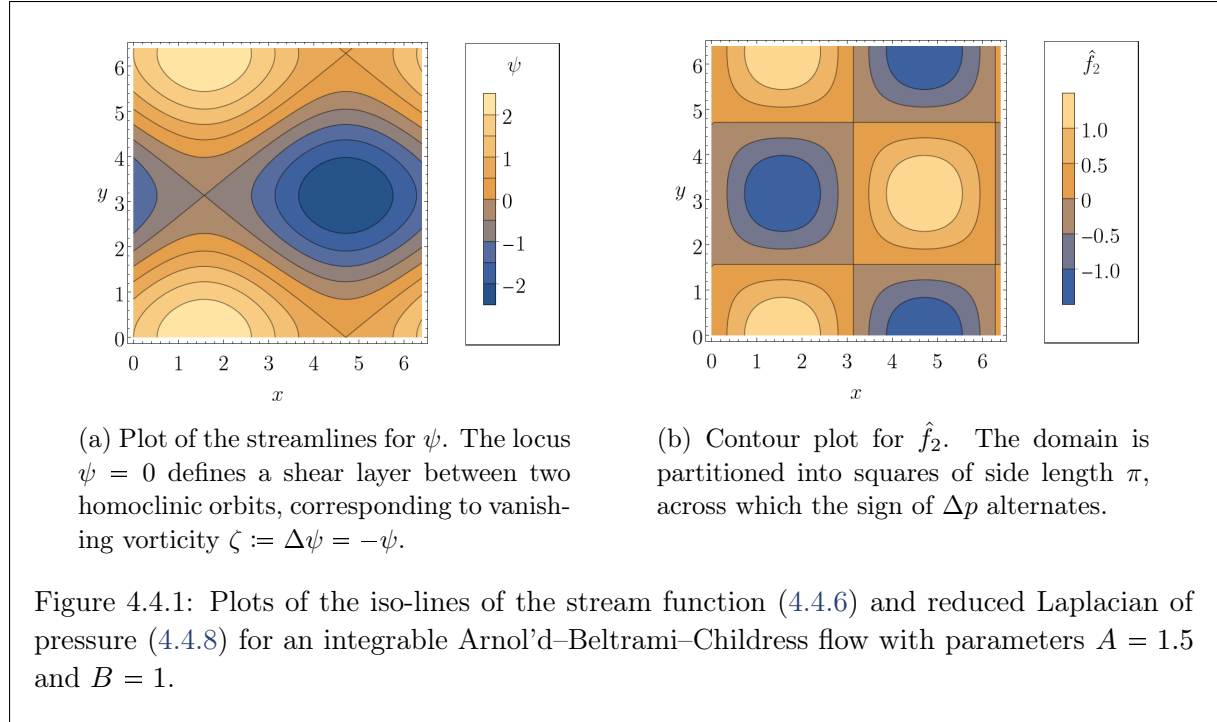 ψ
2
1
0
−1
−2
6
5
4
y 3
2
1
0
0 1 2 3 4 5 6
x
f̂₂
1.0
0.5
0
−0.5
−1.0
6
5
4
y 3
2
1
0
0 1 2 3 4 5 6
x
(a) Plot of the streamlines for ψ. The locus
ψ = 0 defines a shear layer between two
homoclinic orbits, corresponding to vanish-
ing vorticity ζ := Δψ = −ψ.
(b) Contour plot for f̂₂. The domain is
partitioned into squares of side length π,
across which the sign of Δp alternates.
Figure 4.4.1: Plots of the iso-lines of the stream function (4.4.6) and reduced Laplacian of
pressure (4.4.8) for an integrable Arnol'd–Beltrami–Childress flow with parameters A = 1.5
and B = 1.